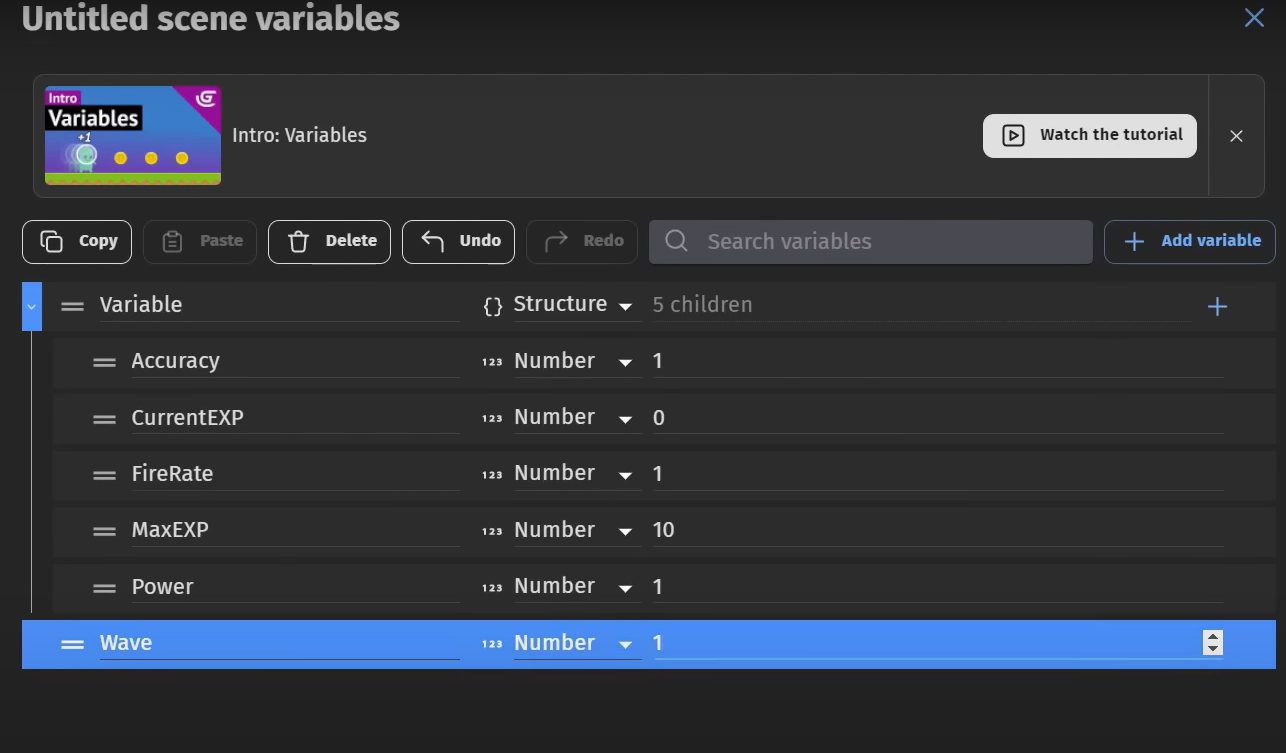 Untitled scene variables
Intro
Variables
+1
Intro: Variables
Watch the tutorial
Copy Paste Delete Undo Redo Search variables Add variable
Variable {} Structure 5 children
Accuracy 123 Number 1
CurrentEXP 123 Number 0
FireRate 123 Number 1
MaxEXP 123 Number 10
Power 123 Number 1
Wave 123 Number 1